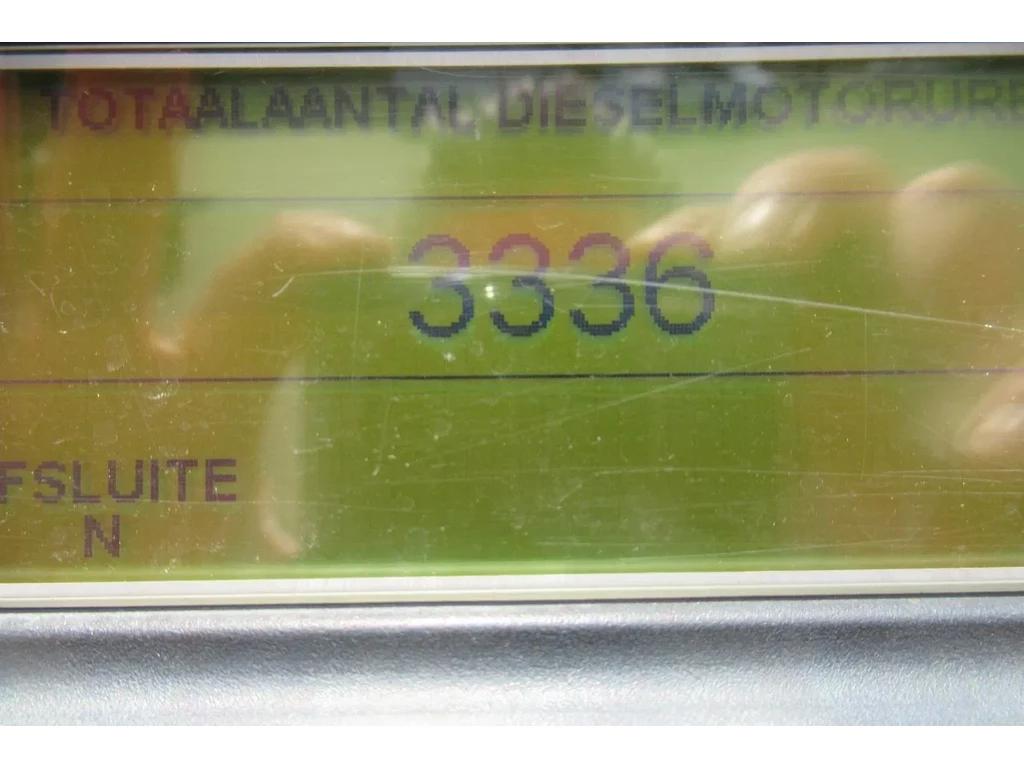 TOTAALAANTAL DIESELMOTORURE
3336
FSLUITE
N